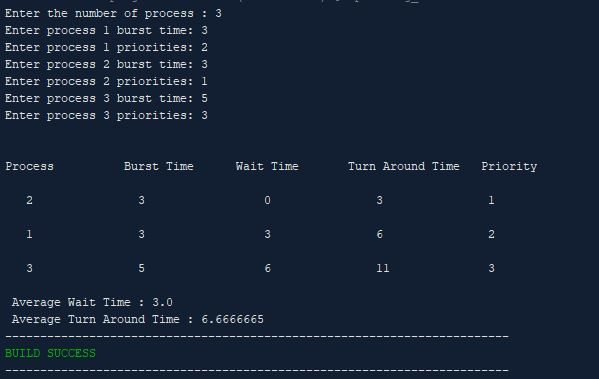 Enter the number of process : 3
Enter process 1 burst time: 3
Enter process 1 priorities: 2
Enter process 2 burst time: 3
Enter process 2 priorities: 1
Enter process 3 burst time: 5
Enter process 3 priorities: 3
Process Burst Time Wait Time Turn Around Time Priority
2 3 0 3 1
1 3 3 6 2
3 5 6 11 3
Average Wait Time : 3.0
Average Turn Around Time : 6.6666665
------------------------------------------------------------------------
BUILD SUCCESS
------------------------------------------------------------------------